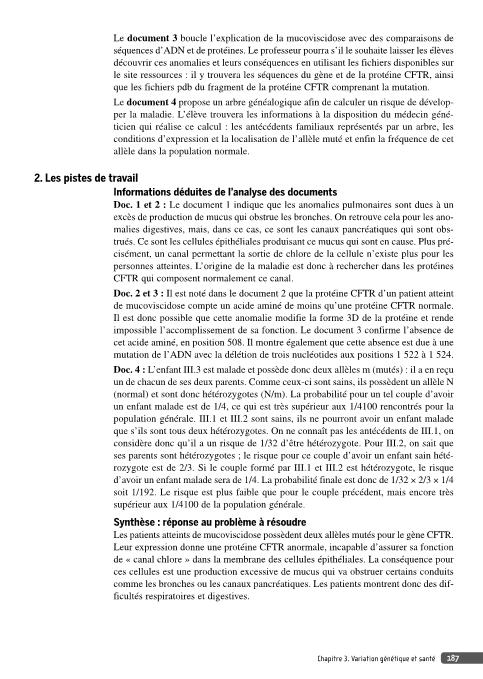 Le document 3 boucle l'explication de la mucoviscidose avec des comparaisons de
séquences d'ADN et de protéines. Le professeur pourra s'il le souhaite laisser les élèves
découvrir ces anomalies et leurs conséquences en utilisant les fichiers disponibles sur
le site ressources : il y trouvera les séquences du gène et de la protéine CFTR, ainsi
que les fichiers pdb du fragment de la protéine CFTR comprenant la mutation.
Le document 4 propose un arbre généalogique afin de calculer un risque de dévelop-
per la maladie. L'élève trouvera les informations à la disposition du médecin géné-
ticien qui réalise ce calcul : les antécédents familiaux représentés par un arbre, les
conditions d'expression et la localisation de l'allèle muté et enfin la fréquence de cet
allèle dans la population normale.
2. Les pistes de travail
Informations déduites de l'analyse des documents
Doc. 1 et 2 : Le document 1 indique que les anomalies pulmonaires sont dues à un
excès de production de mucus qui obstrue les bronches. On retrouve cela pour les ano-
malies digestives, mais, dans ce cas, ce sont les canaux pancréatiques qui sont obs-
trués. Ce sont les cellules épithéliales produisant ce mucus qui sont en cause. Plus pré-
cisément, un canal permettant la sortie de chlore de la cellule n'existe plus pour les
personnes atteintes. L'origine de la maladie est donc à rechercher dans les protéines
CFTR qui composent normalement ce canal.
Doc. 2 et 3 : Il est noté dans le document 2 que la protéine CFTR d'un patient atteint
de mucoviscidose compte un acide aminé de moins qu'une protéine CFTR normale.
Il est donc possible que cette anomalie modifie la forme 3D de la protéine et rende
impossible l'accomplissement de sa fonction. Le document 3 confirme l'absence de
cet acide aminé, en position 508. Il montre également que cette absence est due à une
mutation de l'ADN avec la délétion de trois nucléotides aux positions 1 522 à 1 524.
Doc. 4 : L'enfant III.3 est malade et possède donc deux allèles m (mutés) : il a en reçu
un de chacun de ses deux parents. Comme ceux-ci sont sains, ils possèdent un allèle N
(normal) et sont donc hétérozygotes (N/m). La probabilité pour un tel couple d'avoir
un enfant malade est de 1/4, ce qui est très supérieur aux 1/4100 rencontrés pour la
population générale. III.1 et III.2 sont sains, ils ne pourront avoir un enfant malade
que s'ils sont tous deux hétérozygotes. On ne connaît pas les antécédents de III.1, on
considère donc qu'il a un risque de 1/32 d'être hétérozygote. Pour III.2, on sait que
ses parents sont hétérozygotes ; le risque pour ce couple d'avoir un enfant sain hété-
rozygote est de 2/3. Si le couple formé par III.1 et III.2 est hétérozygote, le risque
d'avoir un enfant malade sera de 1/4. La probabilité finale est donc de 1/32 × 2/3 × 1/4
soit 1/192. Le risque est plus faible que pour le couple précédent, mais encore très
supérieur aux 1/4100 de la population générale.
Synthèse : réponse au problème à résoudre
Les patients atteints de mucoviscidose possèdent deux allèles mutés pour le gène CFTR.
Leur expression donne une protéine CFTR anormale, incapable d'assurer sa fonction
de « canal chlore » dans la membrane des cellules épithéliales. La conséquence pour
ces cellules est une production excessive de mucus qui va obstruer certains conduits
comme les bronches ou les canaux pancréatiques. Les patients montrent donc des dif-
ficultés respiratoires et digestives.
Chapitre 3. Variation génétique et santé 187